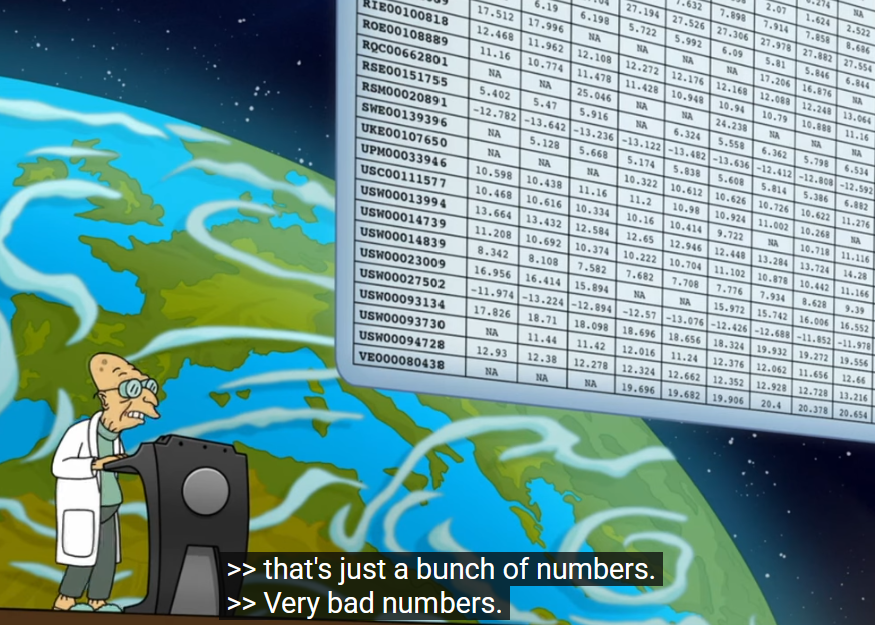 NA
2.07 1.624 2.522
7.632 7.898 7.914 7.858 8.686
27.194 27.526 27.306 27.978 27.882 27.554
6.19 6.198 5.722 5.992 6.09 5.81 5.846 6.844
17.512 17.996 NA NA NA NA 17.206 16.876 NA
RIE00100818 12.468 11.962 12.108 12.272 12.176 12.168 12.088 12.248 13.064
ROE00108889 11.16 10.774 11.478 11.428 10.948 10.94 10.79 10.888 11.16
RQC00662801 NA NA 25.046 NA NA 24.238 NA NA NA
RSE00151755 5.402 5.47 5.916 NA 6.324 5.558 6.362 5.798 6.534
RSM00020891 -12.782 -13.642 -13.236 -13.122 -13.482 -13.636 -12.412 -12.808 -12.592
SWE00139396 NA 5.128 5.668 5.174 5.838 5.608 5.814 5.386 6.882
UKE00107650 NA NA NA 10.322 10.612 10.626 10.726 10.622 11.276
UPM00033946 10.598 10.438 11.16 11.2 10.98 10.924 11.002 10.268 NA
USC00111577 10.468 10.616 10.334 10.16 10.414 9.722 NA 10.718 11.116
USW00013994 13.664 13.432 12.584 12.65 12.946 12.448 13.284 13.724 14.28
USW00014739 11.208 10.692 10.374 10.222 10.704 11.102 10.878 10.442 11.166
USW00014839 8.342 8.108 7.582 7.682 7.708 7.776 7.934 8.628 9.39
USW00023009 16.956 16.414 15.894 NA NA 15.972 15.742 16.006 16.552
USW00027502 -11.974 -13.224 -12.894 -12.57 -13.076 -12.426 -12.688 -11.852 -11.978
USW00093134 17.826 18.71 18.098 18.696 18.656 18.324 19.932 19.272 19.556
USW00093730 NA 11.44 11.42 12.016 11.24 12.376 12.062 11.656 12.66
USW00094728 12.93 12.38 12.278 12.324 12.662 12.352 12.928 12.728 13.216
VE000080438 NA NA NA 19.696 19.682 19.906 20.4 20.378 20.654
>> that's just a bunch of numbers.
>> Very bad numbers.